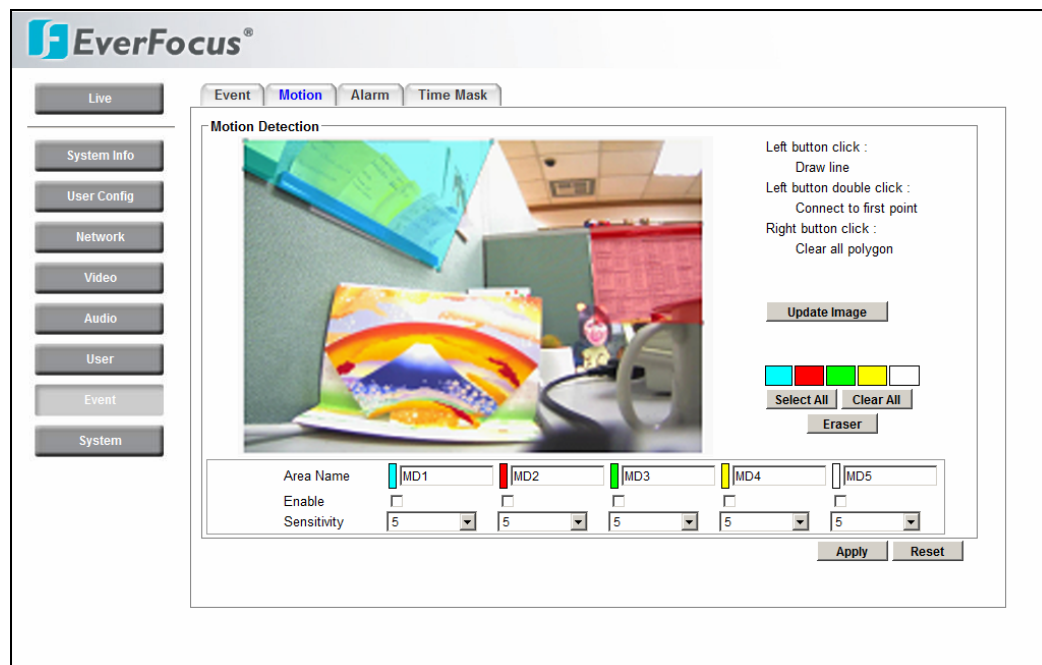 EverFocus®
Live
System Info
User Config
Network
Video
Audio
User
Event
System
Event Motion Alarm Time Mask
Motion Detection
Left button click :
Draw line
Left button double click :
Connect to first point
Right button click :
Clear all polygon
Update Image
Select All Clear All
Eraser
Area Name MD1 MD2 MD3 MD4 MD5
Enable
Sensitivity 5 5 5 5 5
Apply Reset